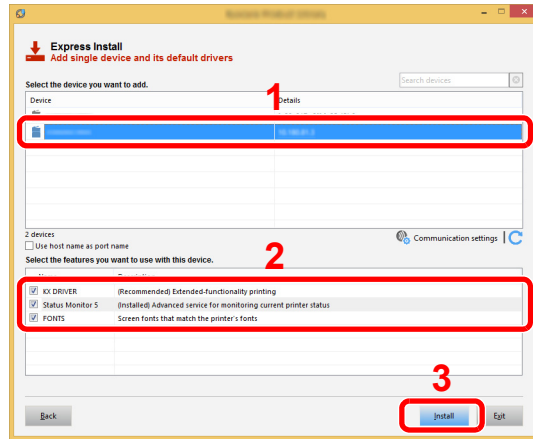 Express Install
Add single device and its default drivers
Select the device you want to add.
Search devices
1
Device Details
2 devices
Communication settings
Use host name as port name
Select the features you want to use with this device.
2
KX DRIVER (Recommended) Extended-functionality printing
Status Monitor 5 (Installed) Advanced service for monitoring current printer status
FONTS Screen fonts that match the printer's fonts
3
Back Install Exit